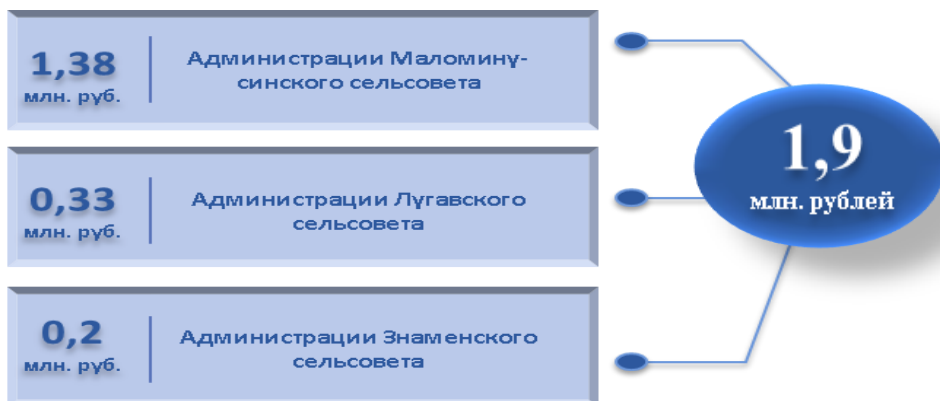 1,38
млн. руб.
Администрации Маломину-
синского сельсовета
0,33
млн. руб.
Администрации Лугавского
сельсовета
0,2
млн. руб.
Администрации Знаменского
сельсовета
1,9
млн. рублей